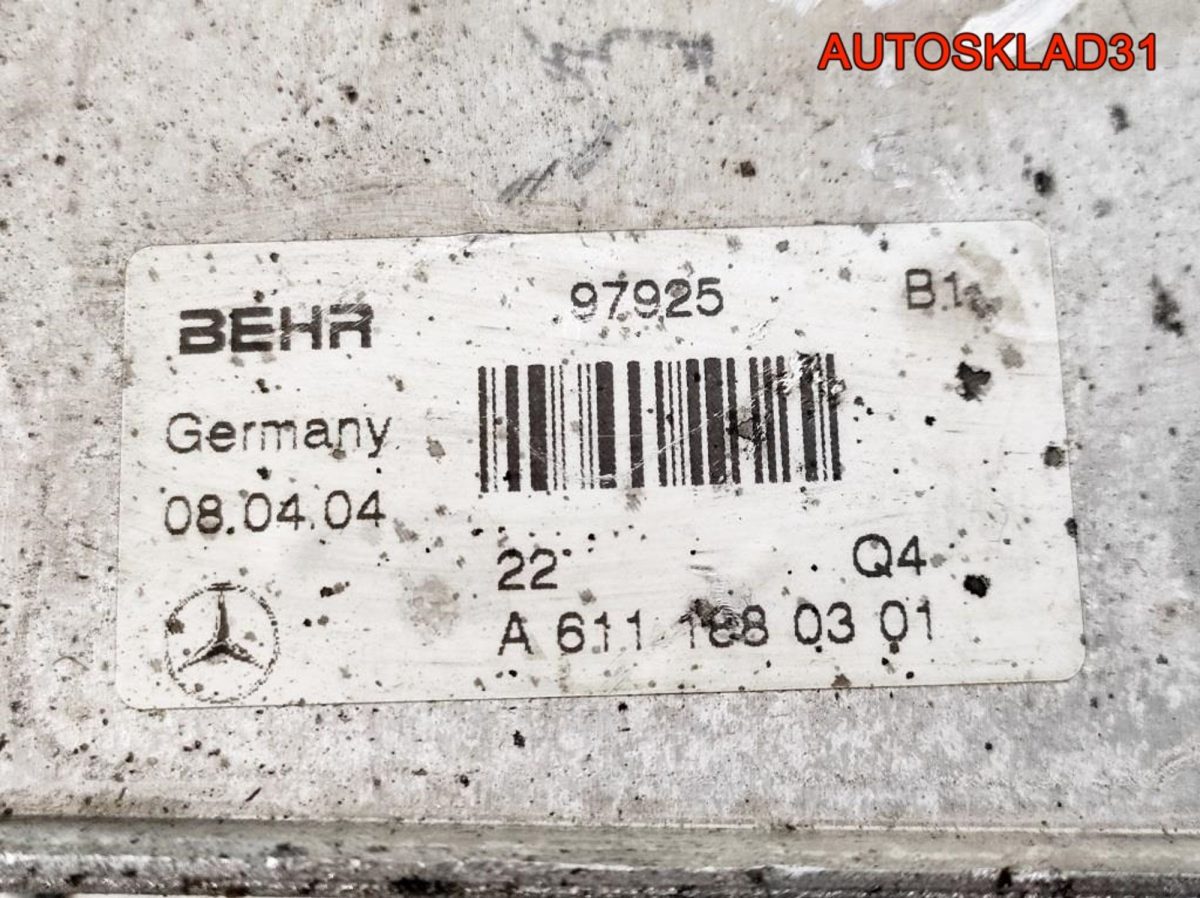 AUTOSKLAD31
BEHR 97925 B1
Germany
08.04.04
22 Q4
A 611 188 03 01